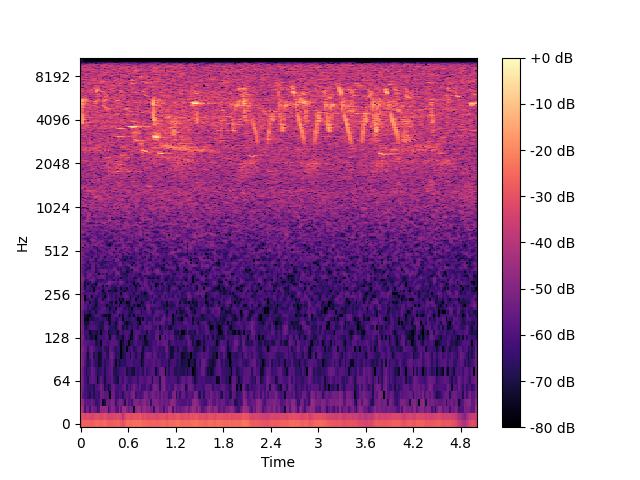 8192
4096
2048
1024
512
256
128
64
0
Hz
0 0.6 1.2 1.8 2.4 3 3.6 4.2 4.8
Time
+0 dB
-10 dB
-20 dB
-30 dB
-40 dB
-50 dB
-60 dB
-70 dB
-80 dB